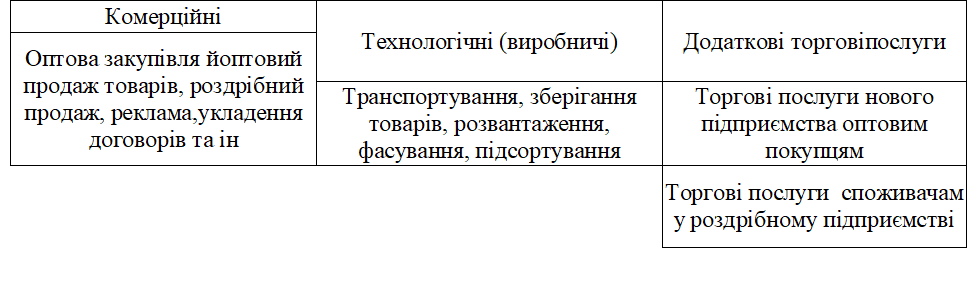 Комерційні
Оптова закупівля йоптовий
продаж товарів, роздрібний
продаж, реклама,укладення
договорів та ін
Технологічні (виробничі)
Транспортування, зберігання
товарів, розвантаження,
фасування, підсортування
Додаткові торговіпослуги
Торгові послуги нового
підприємства оптовим
покупцям
Торгові послуги  споживачам
у роздрібному підприємстві